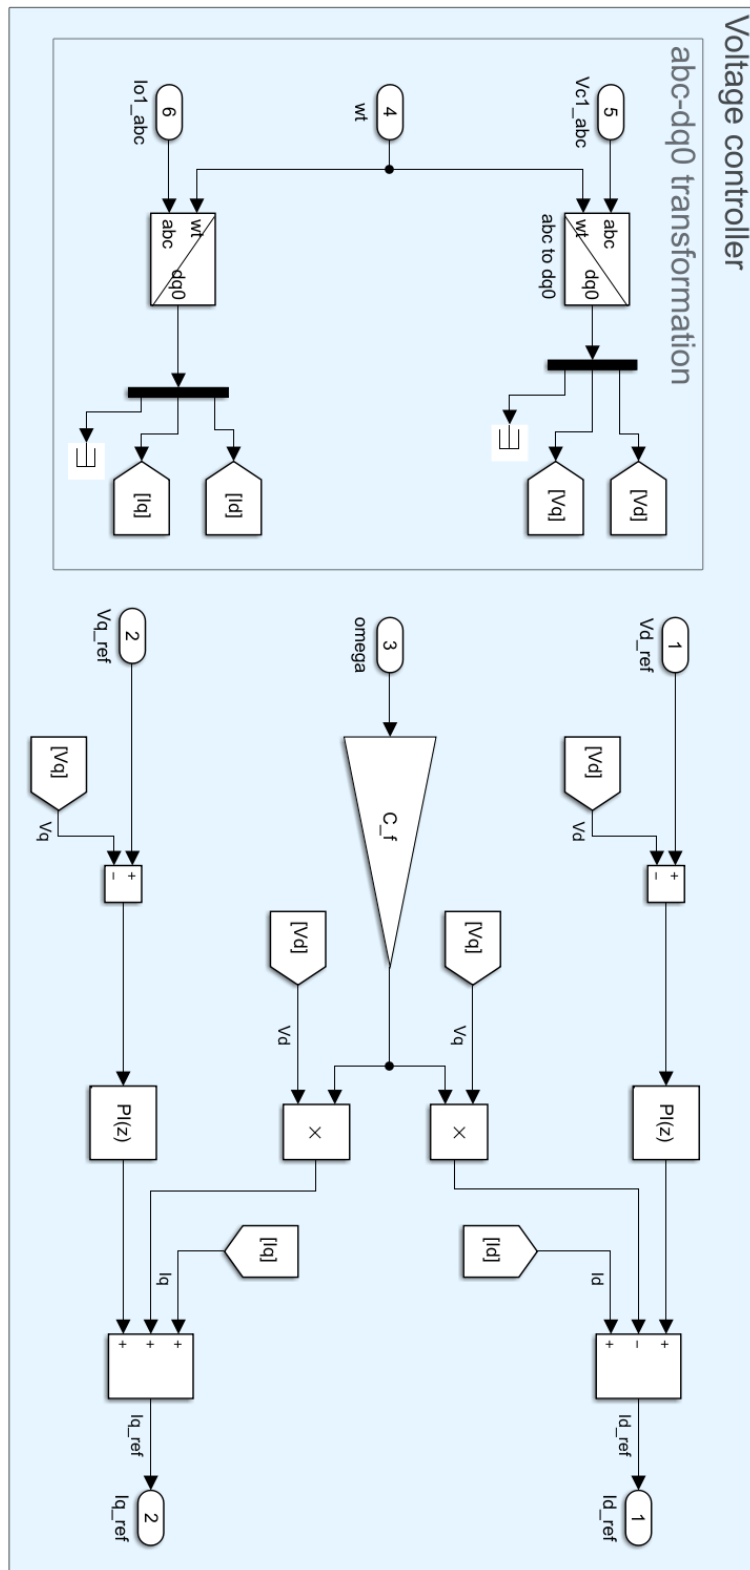 Voltage controller
abc-dq0 transformation
5
Vc1_abc
4
wt
6
Io1_abc
abc
wt
dq0
abc to dq0
wt
abc
dq0
[Vd]
[Vq]
[Id]
[Iq]
1
Vd_ref
[Vd]
Vd
+
−
PI(z)
3
omega
C_f
[Vq]
Vq
×
[Vd]
Vd
×
2
Vq_ref
[Vq]
Vq
+
−
PI(z)
[Id]
Id
+
−
+
Id_ref
1
Id_ref
[Iq]
Iq
+
+
+
Iq_ref
2
Iq_ref